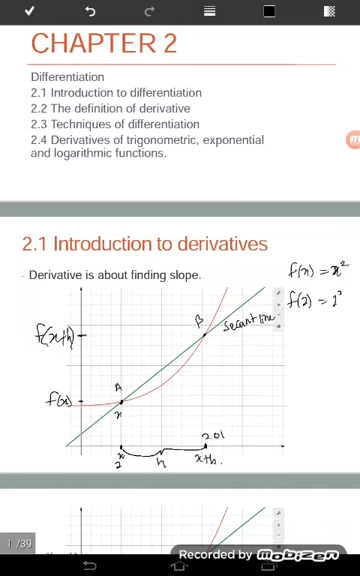 CHAPTER 2
Differentiation
2.1 Introduction to differentiation
2.2 The definition of derivative
2.3 Techniques of differentiation
2.4 Derivatives of trigonometric, exponential
and logarithmic functions.
2.1 Introduction to derivatives
- Derivative is about finding slope.
f(x) = x²
f(2) = 2²
B
secant line
f(x+h)
A
f(x)
x
2.01
x
2
h
x+h.
1 /39
Recorded by mobizen